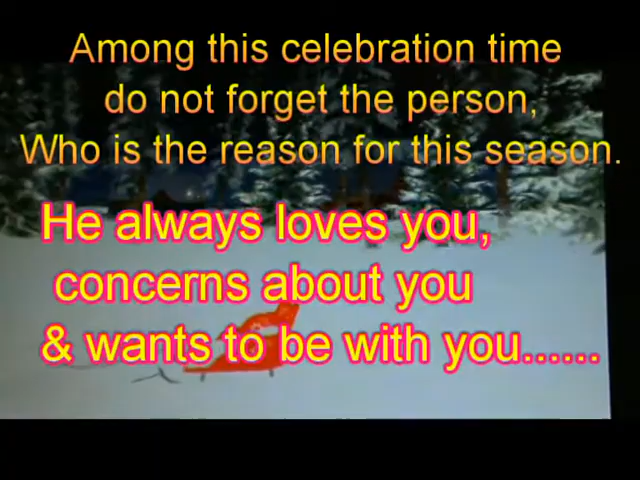 Among this celebration time
do not forget the person,
Who is the reason for this season.
He always loves you,
concerns about you
& wants to be with you......